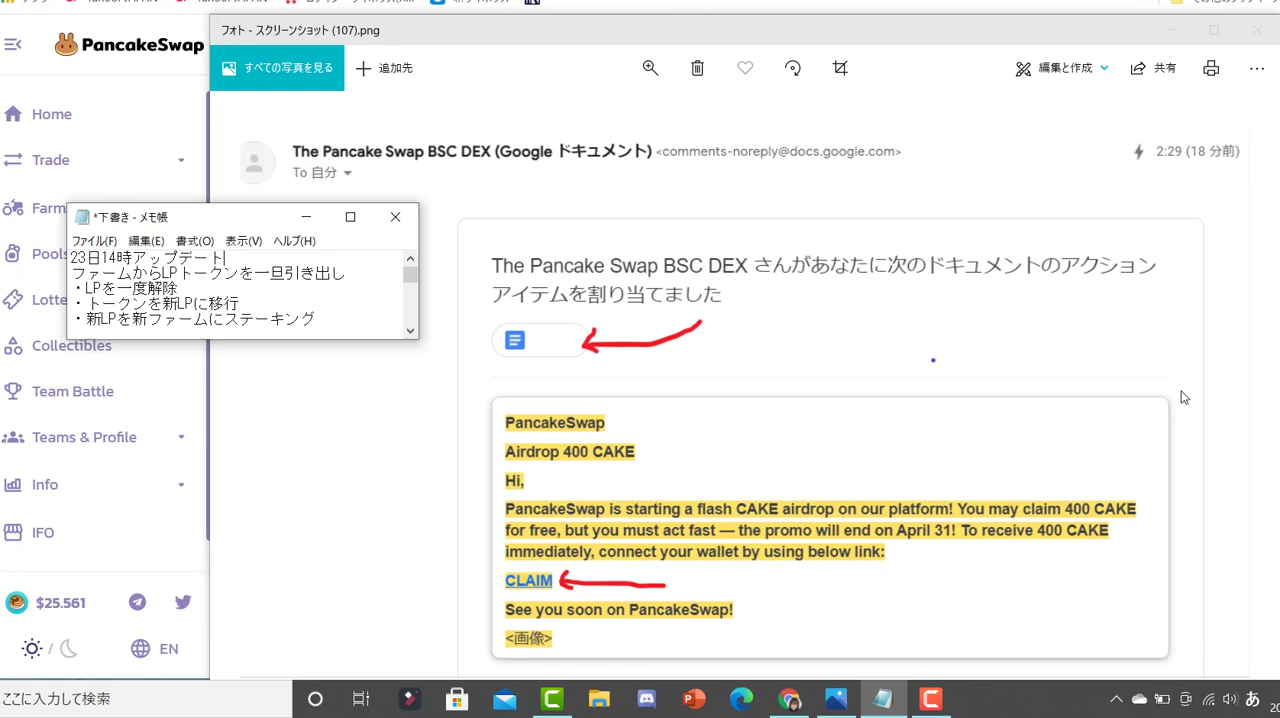 フォト - スクリーンショット (107).png
PancakeSwap
すべての写真を見る
追加先
編集と作成
共有
Home
Trade
Farm
Pools
Lotte
Collectibles
Team Battle
Teams & Profile
Info
IFO
$25.561
EN
*下書き - メモ帳
ファイル(F) 編集(E) 書式(O) 表示(V) ヘルプ(H)
23日14時アップデート
ファームからLPトークンを一旦引き出し
・LPを一度解除
・トークンを新LPに移行
・新LPを新ファームにステーキング
The Pancake Swap BSC DEX (Google ドキュメント) <comments-noreply@docs.google.com>
2:29 (18 分前)
To 自分
The Pancake Swap BSC DEX さんがあなたに次のドキュメントのアクション
アイテムを割り当てました
PancakeSwap
Airdrop 400 CAKE
Hi,
PancakeSwap is starting a flash CAKE airdrop on our platform! You may claim 400 CAKE
for free, but you must act fast — the promo will end on April 31! To receive 400 CAKE
immediately, connect your wallet by using below link:
CLAIM
See you soon on PancakeSwap!
<画像>
ここに入力して検索
あ